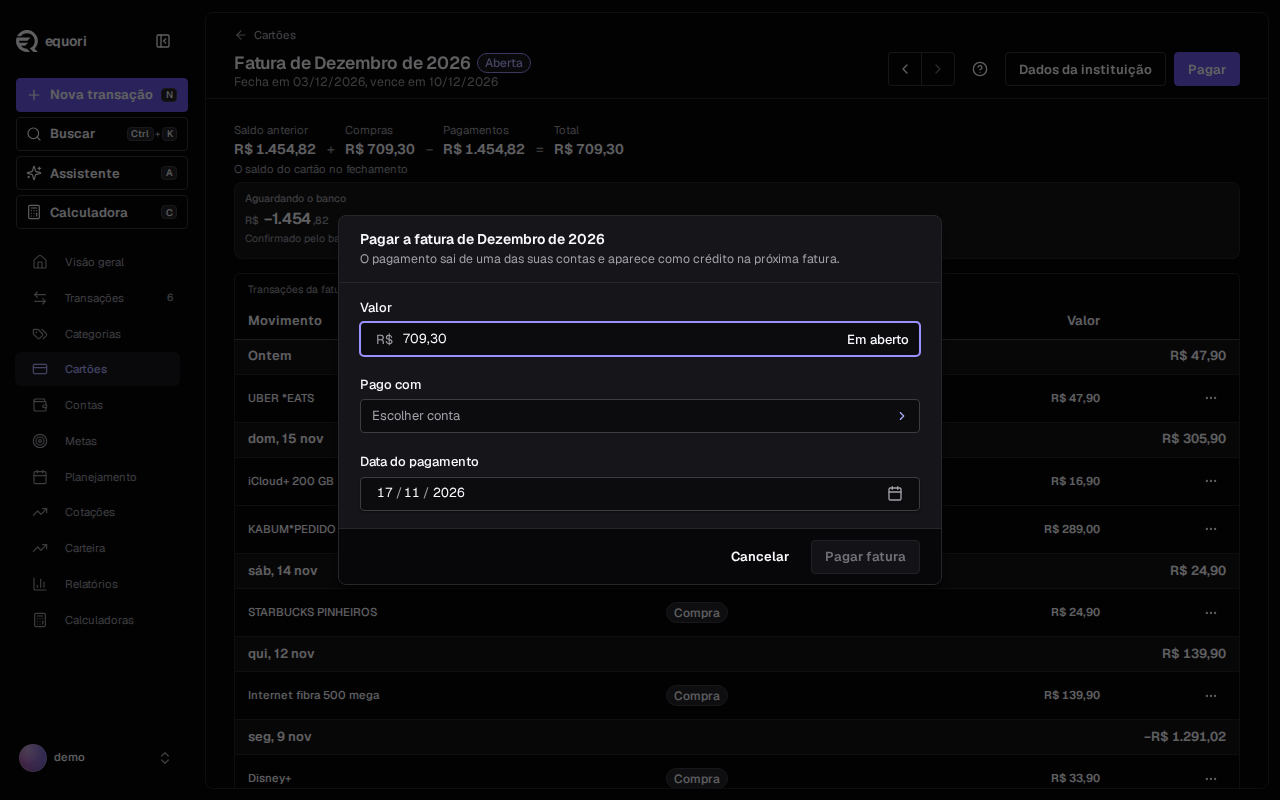 equori
Nova transação N
Buscar Ctrl + K
Assistente A
Calculadora C
Visão geral
Transações 6
Categorias
Cartões
Contas
Metas
Planejamento
Cotações
Carteira
Relatórios
Calculadoras
demo
Cartões
Fatura de Dezembro de 2026 Aberta
Fecha em 03/12/2026, vence em 10/12/2026
Dados da instituição
Pagar
Saldo anterior Compras Pagamentos Total
R$ 1.454,82 + R$ 709,30 − R$ 1.454,82 = R$ 709,30
O saldo do cartão no fechamento
Aguardando o banco
R$ −1.454,82
Confirmado pelo
Pagar a fatura de Dezembro de 2026
O pagamento sai de uma das suas contas e aparece como crédito na próxima fatura.
Valor
R$ 709,30 Em aberto
Pago com
Escolher conta
Data do pagamento
17 / 11 / 2026
Cancelar
Pagar fatura
Transações da
Movimento Valor
Ontem R$ 47,90
UBER *EATS R$ 47,90
dom, 15 nov R$ 305,90
iCloud+ 200 GB R$ 16,90
KABUM*PEDIDO R$ 289,00
sáb, 14 nov R$ 24,90
STARBUCKS PINHEIROS Compra R$ 24,90
qui, 12 nov R$ 139,90
Internet fibra 500 mega Compra R$ 139,90
seg, 9 nov −R$ 1.291,02
Disney+ Compra R$ 33,90